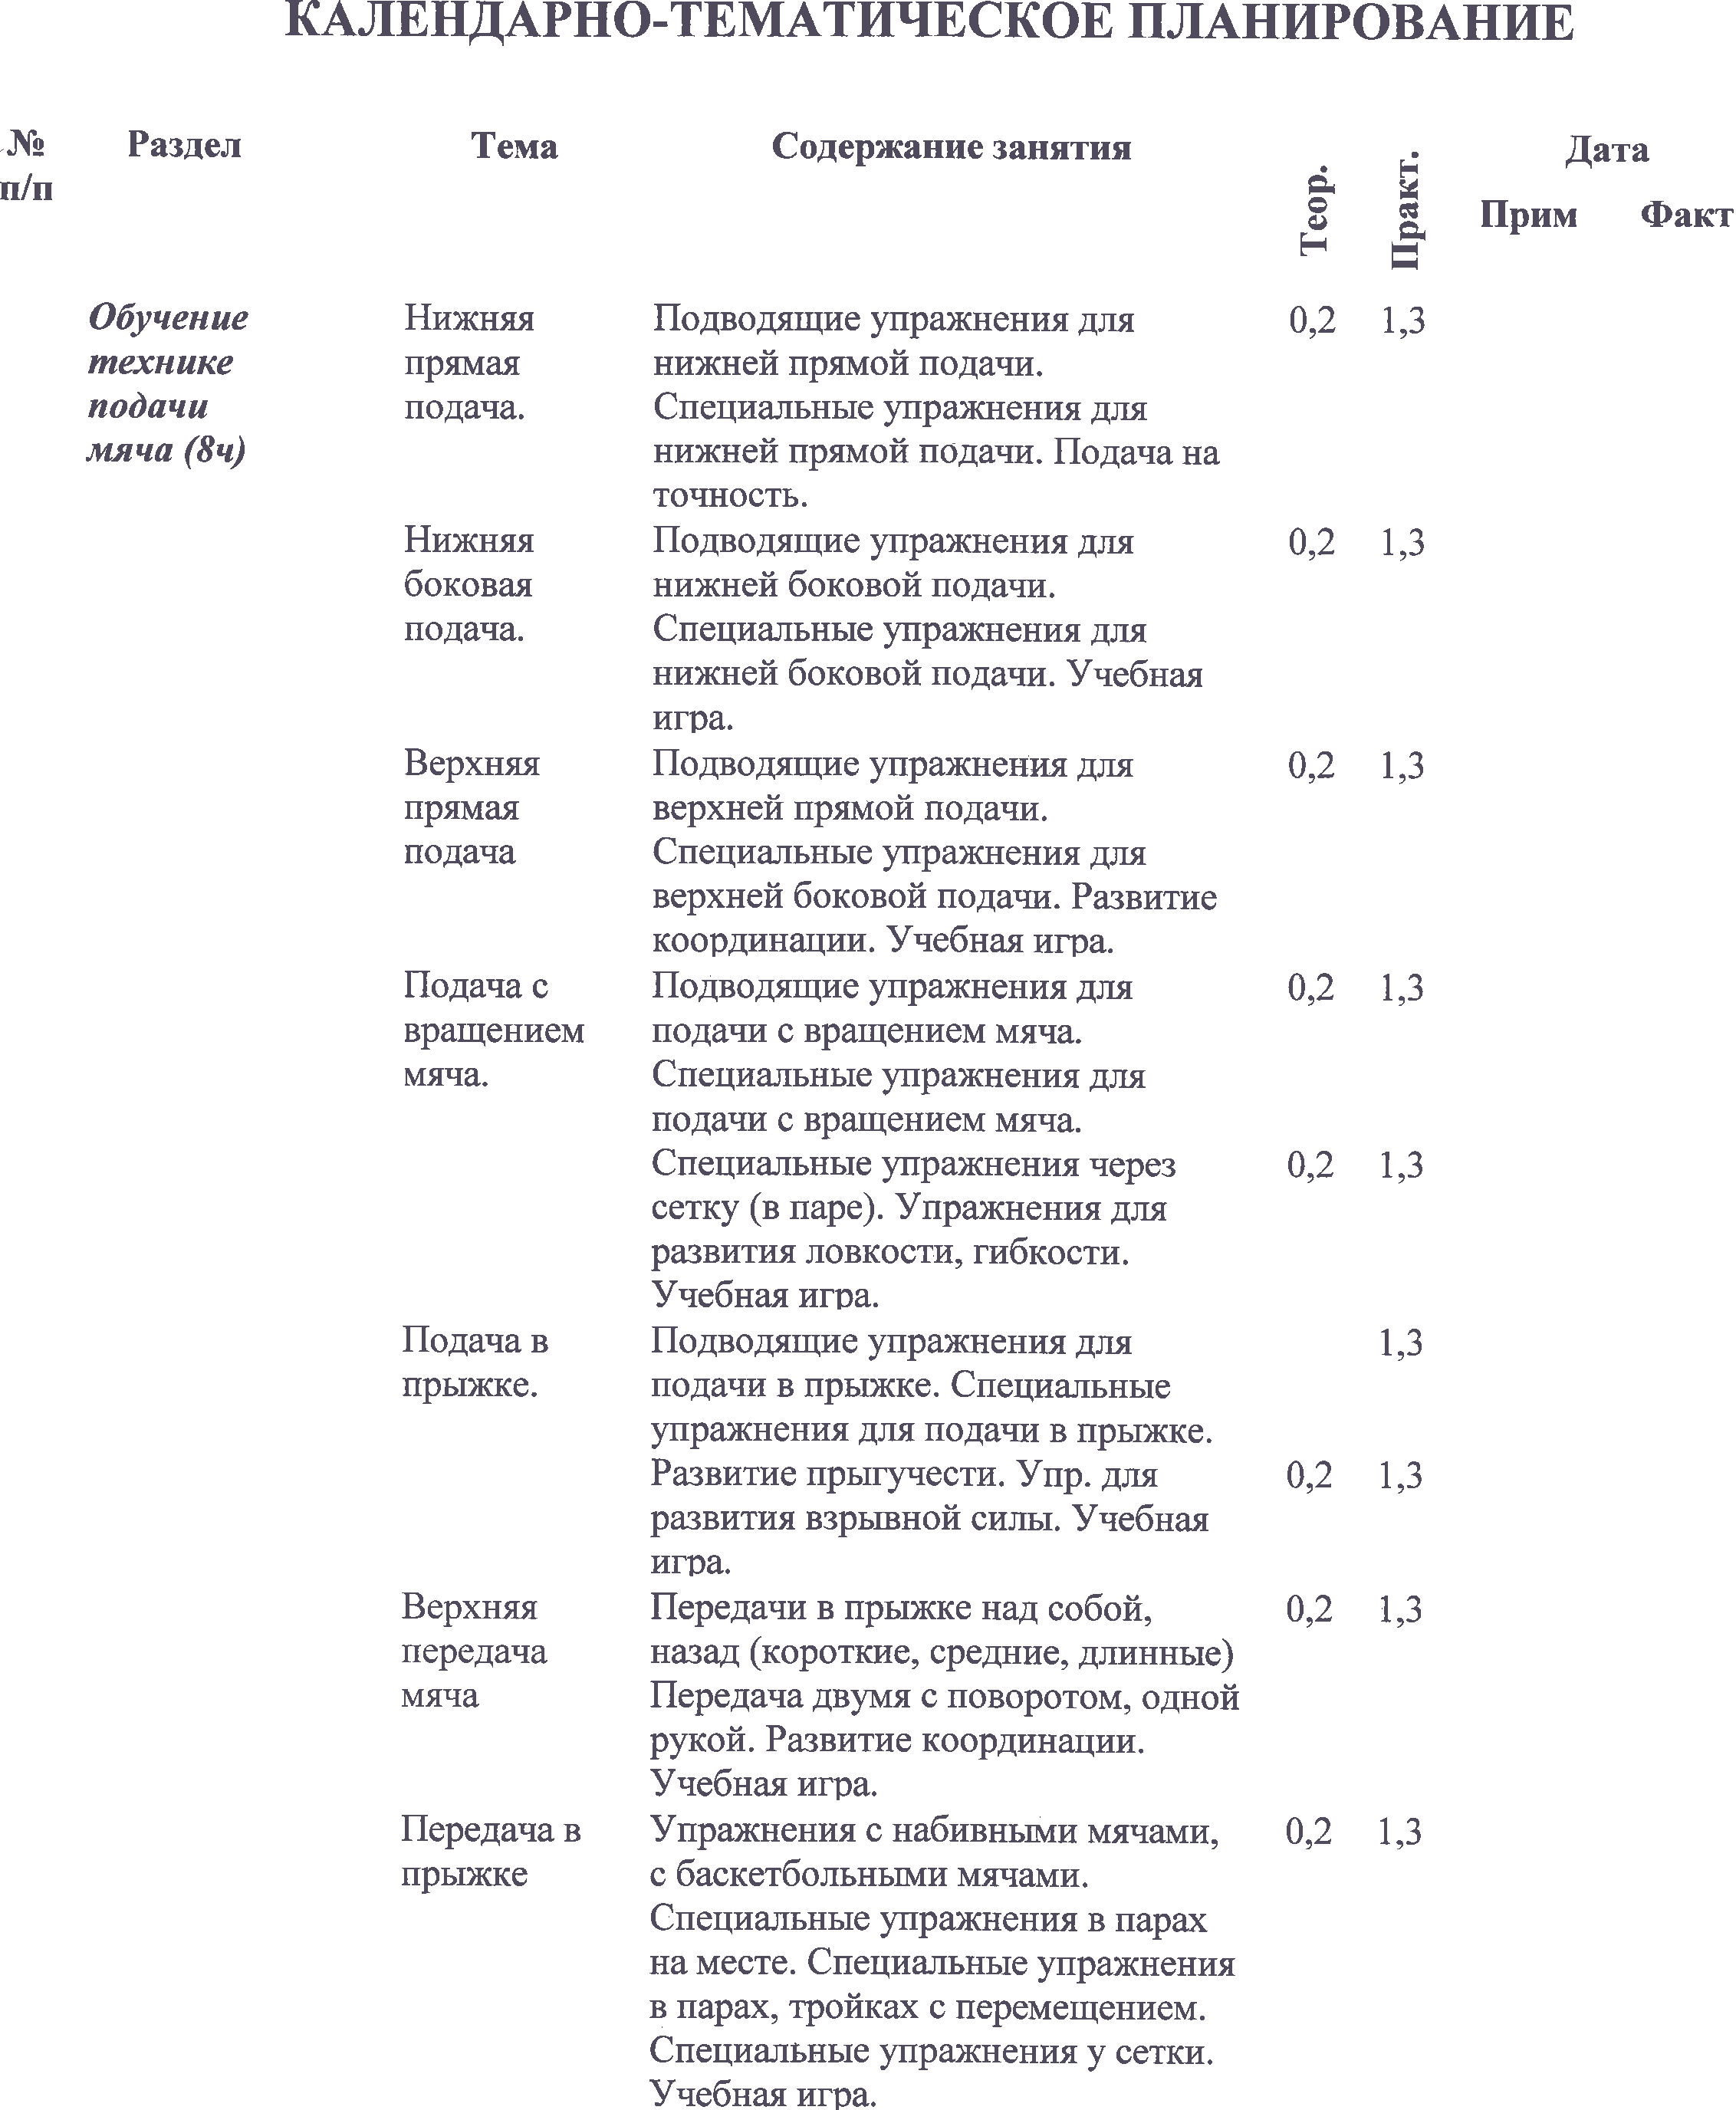 КАЛЕНДАРНО-ТЕМАТИЧЕСКОЕ ПЛАНИРОВАНИЕ
№ п/п Раздел Тема Содержание занятия Теор. Практ. Дата
Прим Факт
Обучение Нижняя Подводящие упражнения для 0,2 1,3
технике прямая нижней прямой подачи.
подачи подача. Специальные упражнения для
мяча (8ч) нижней прямой подачи. Подача на
точность.
Нижняя Подводящие упражнения для 0,2 1,3
боковая нижней боковой подачи.
подача. Специальные упражнения для
нижней боковой подачи. Учебная
игра.
Верхняя Подводящие упражнения для 0,2 1,3
прямая верхней прямой подачи.
подача Специальные упражнения для
верхней боковой подачи. Развитие
координации. Учебная игра.
Подача с Подводящие упражнения для 0,2 1,3
вращением подачи с вращением мяча.
мяча. Специальные упражнения для
подачи с вращением мяча.
Специальные упражнения через 0,2 1,3
сетку (в паре). Упражнения для
развития ловкости, гибкости.
Учебная игра.
Подача в Подводящие упражнения для 1,3
прыжке. подачи в прыжке. Специальные
упражнения для подачи в прыжке.
Развитие прыгучести. Упр. для 0,2 1,3
развития взрывной силы. Учебная
игра.
Верхняя Передачи в прыжке над собой, 0,2 1,3
передача назад (короткие, средние, длинные)
мяча Передача двумя с поворотом, одной
рукой. Развитие координации.
Учебная игра.
Передача в Упражнения с набивными мячами, 0,2 1,3
прыжке с баскетбольными мячами.
Специальные упражнения в парах
на месте. Специальные упражнения
в парах, тройках с перемещением.
Специальные упражнения у сетки.
Учебная игра.